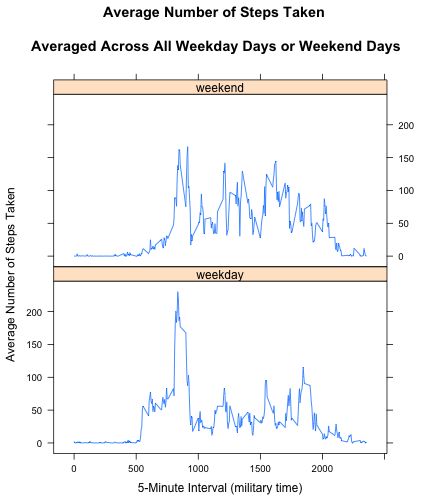 Average Number of Steps Taken
Averaged Across All Weekday Days or Weekend Days
weekend
200
150
100
50
0
weekday
200
150
100
50
0
0 500 1000 1500 2000
Average Number of Steps Taken
5-Minute Interval (military time)